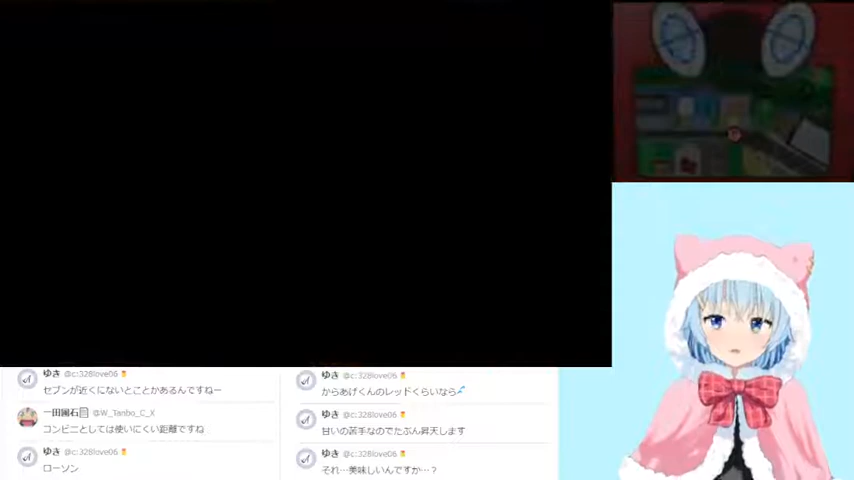 ゆき @c:328love06
セブンが近くにないとことかあるんですねー
一田園石 @W_Tanbo_C_X
コンビニとしては使いにくい距離ですね
ゆき @c:328love06
ローソン
ゆき @c:328love06
からあげくんのレッドくらいなら
ゆき @c:328love06
甘いの苦手なのでたぶん昇天します
ゆき @c:328love06
それ…美味しいんですか…？